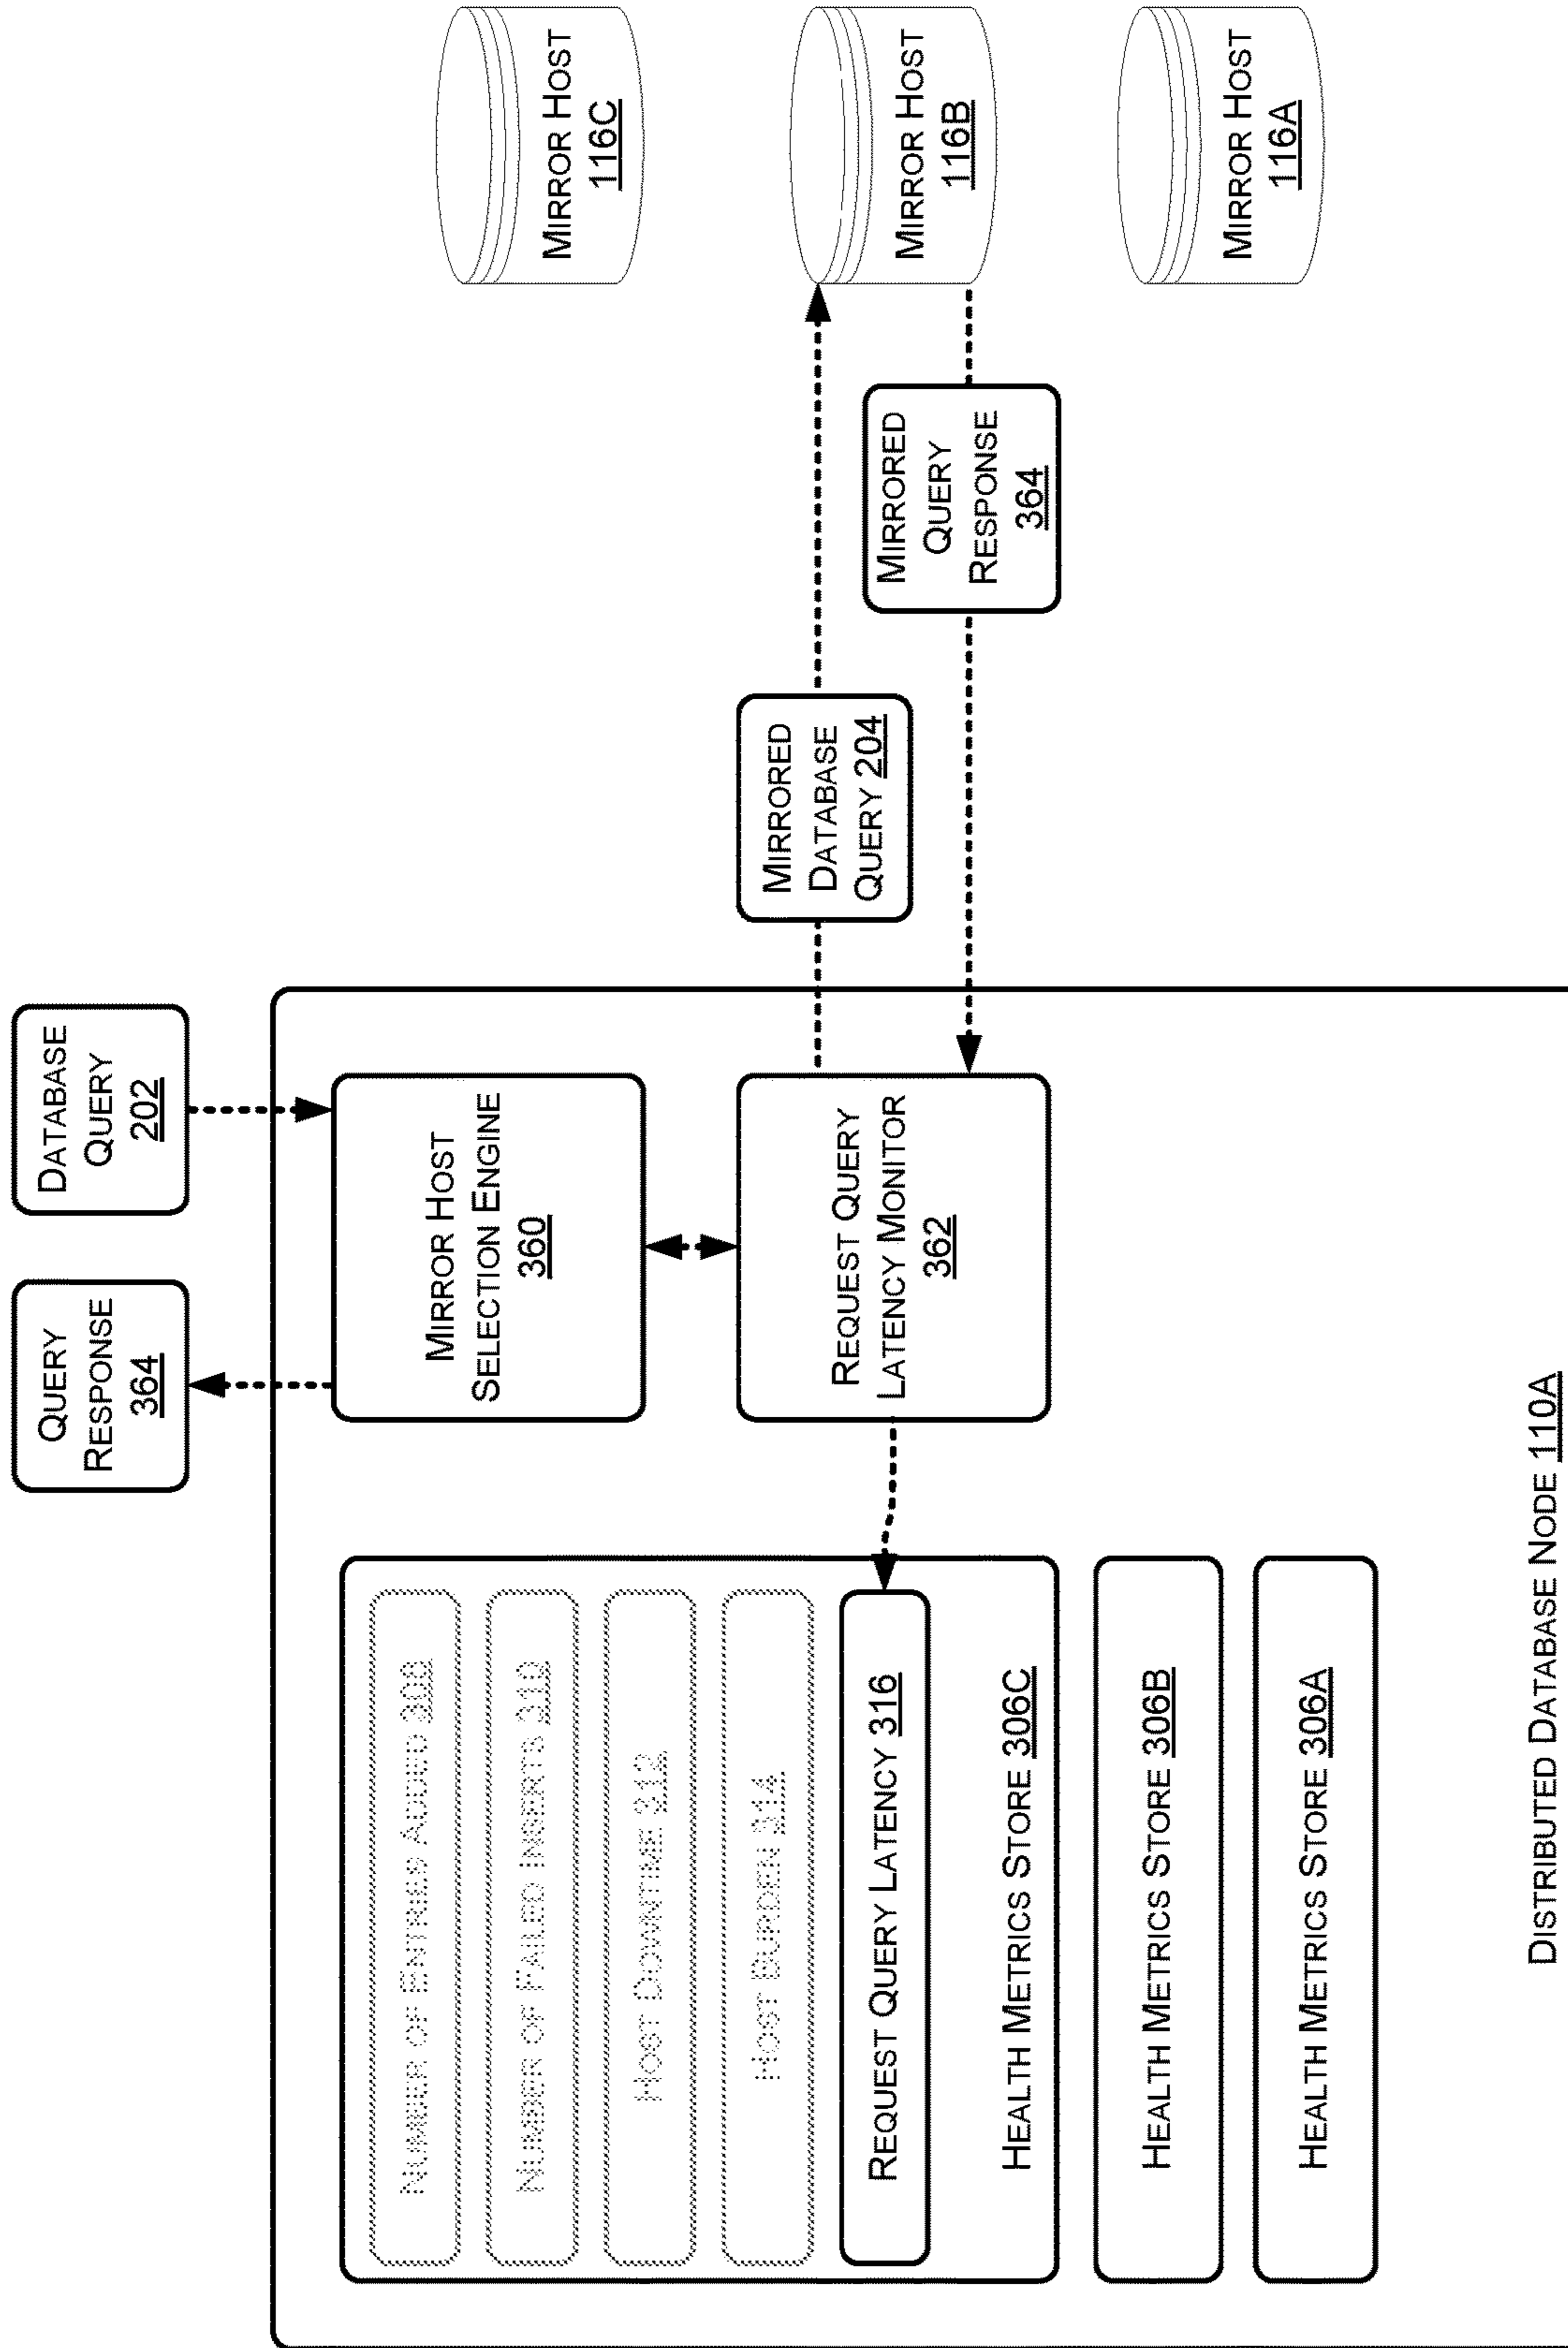 QUERY
RESPONSE
364
DATABASE
QUERY
202
NUMBER OF ENTRIES ADDED 308
NUMBER OF FAILED INSERTS 310
HOST DOWNTIME 312
HOST BURDEN 314
REQUEST QUERY LATENCY 316
HEALTH METRICS STORE 306C
HEALTH METRICS STORE 306B
HEALTH METRICS STORE 306A
MIRROR HOST
SELECTION ENGINE
360
REQUEST QUERY
LATENCY MONITOR
362
MIRRORED
DATABASE
QUERY 204
MIRRORED
QUERY
RESPONSE
364
MIRROR HOST
116C
MIRROR HOST
116B
MIRROR HOST
116A
DISTRIBUTED DATABASE NODE 110A